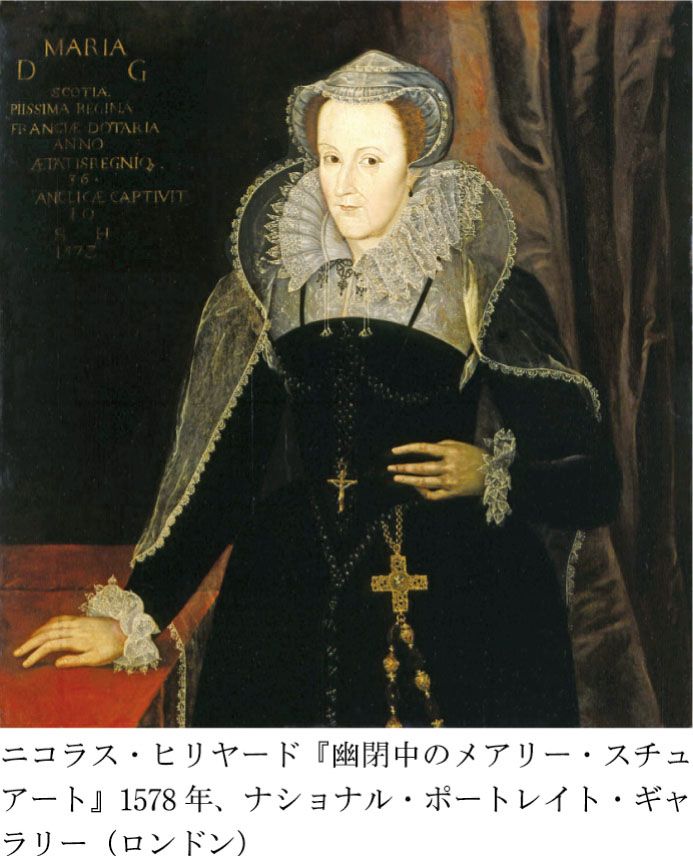 MARIA
D G
SCOTIÆ
PIISSIMA REGINA
FRANCIÆ DOTARIA
ANNO
ÆTATIS REGNIQ
36
ANGLICÆ CAPTIVIT
10
S H
1578
ニコラス・ヒリヤード『幽閉中のメアリー・スチュ
アート』1578 年、ナショナル・ポートレイト・ギャ
ラリー（ロンドン）